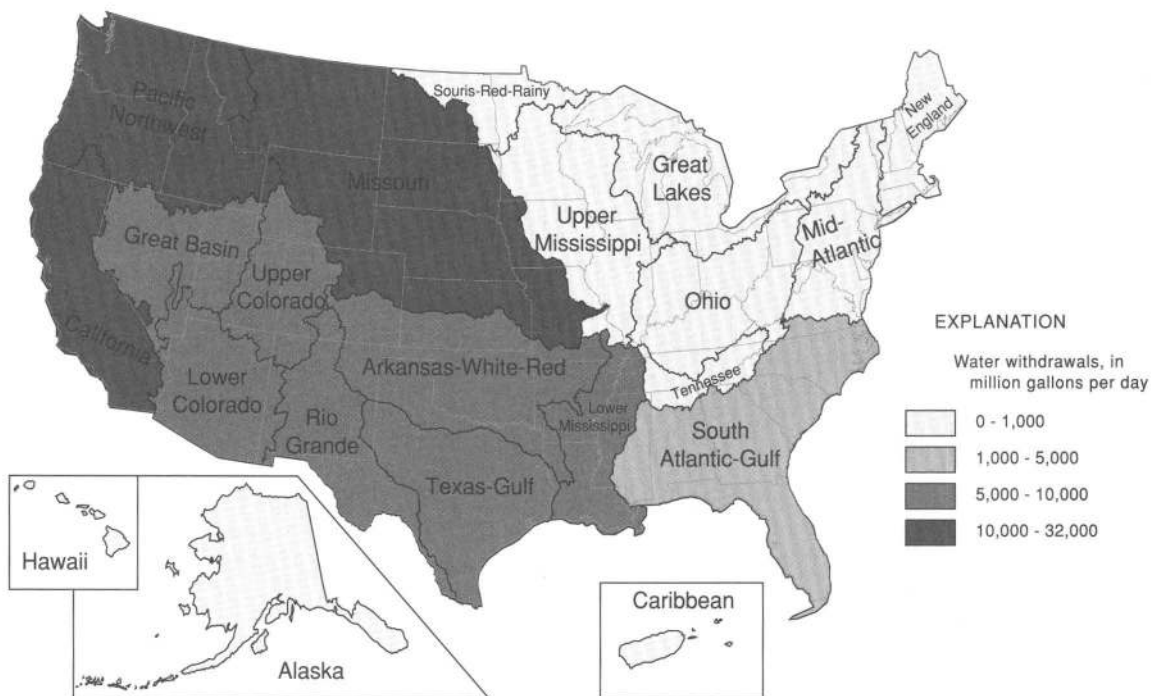 Souris-Red-Rainy
New
England
Pacific
Northwest
Missouri
Great
Lakes
Upper
Mississippi
Mid-
Atlantic
Great Basin
Upper
Colorado
Ohio
California
EXPLANATION
Water withdrawals, in
million gallons per day
Arkansas-White-Red
Tennessee
Lower
Colorado
Rio
Grande
Lower
Mississippi
South
Atlantic-Gulf
0 - 1,000
1,000 - 5,000
5,000 - 10,000
10,000 - 32,000
Texas-Gulf
Hawaii
Alaska
Caribbean